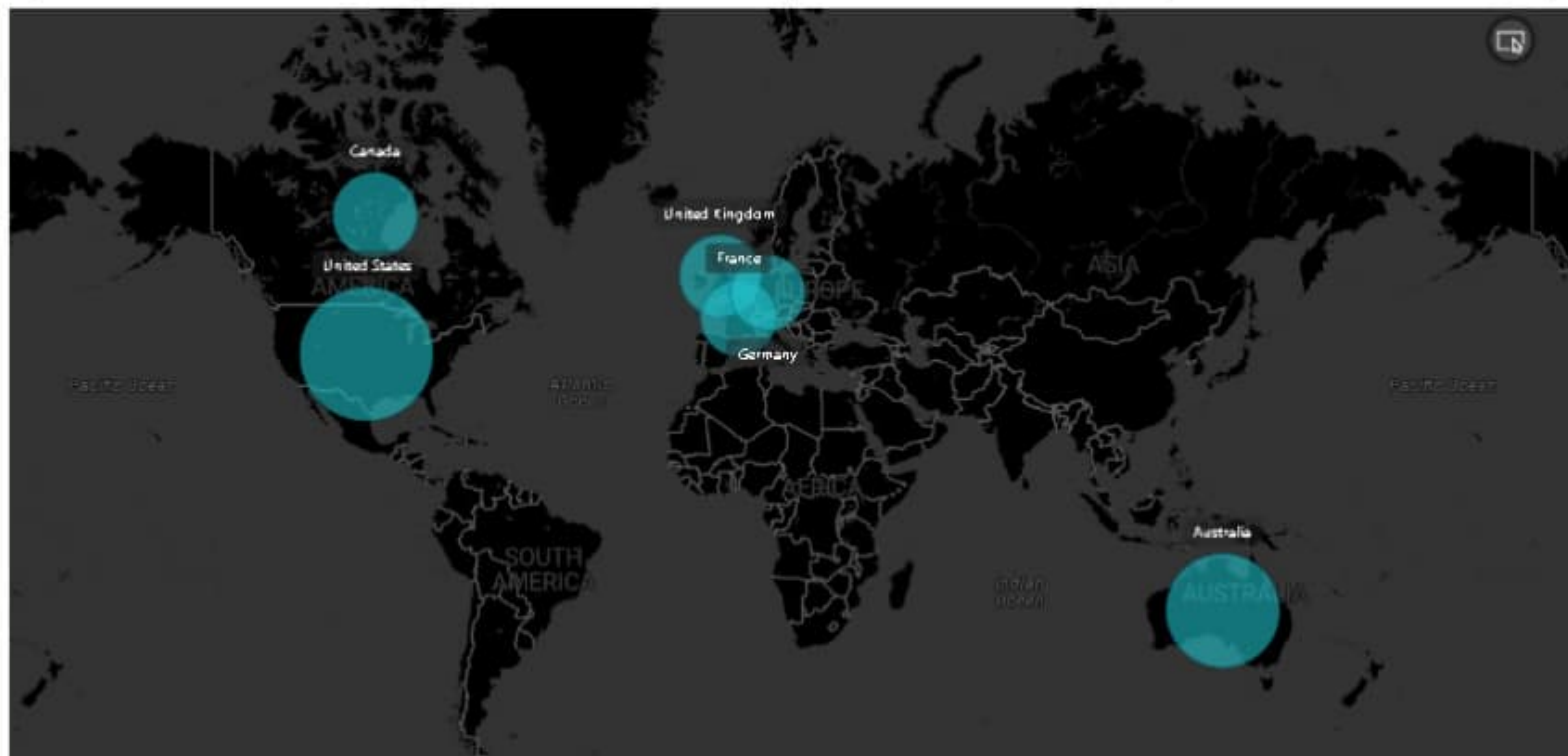 Canada
United States
AMERICA
United Kingdom
France
Germany
EUROPE
ASIA
Pacific Ocean
Atlantic
Pacific Ocean
AFRICA
SOUTH
AMERICA
Indian
Ocean
Australia
AUSTRALIA